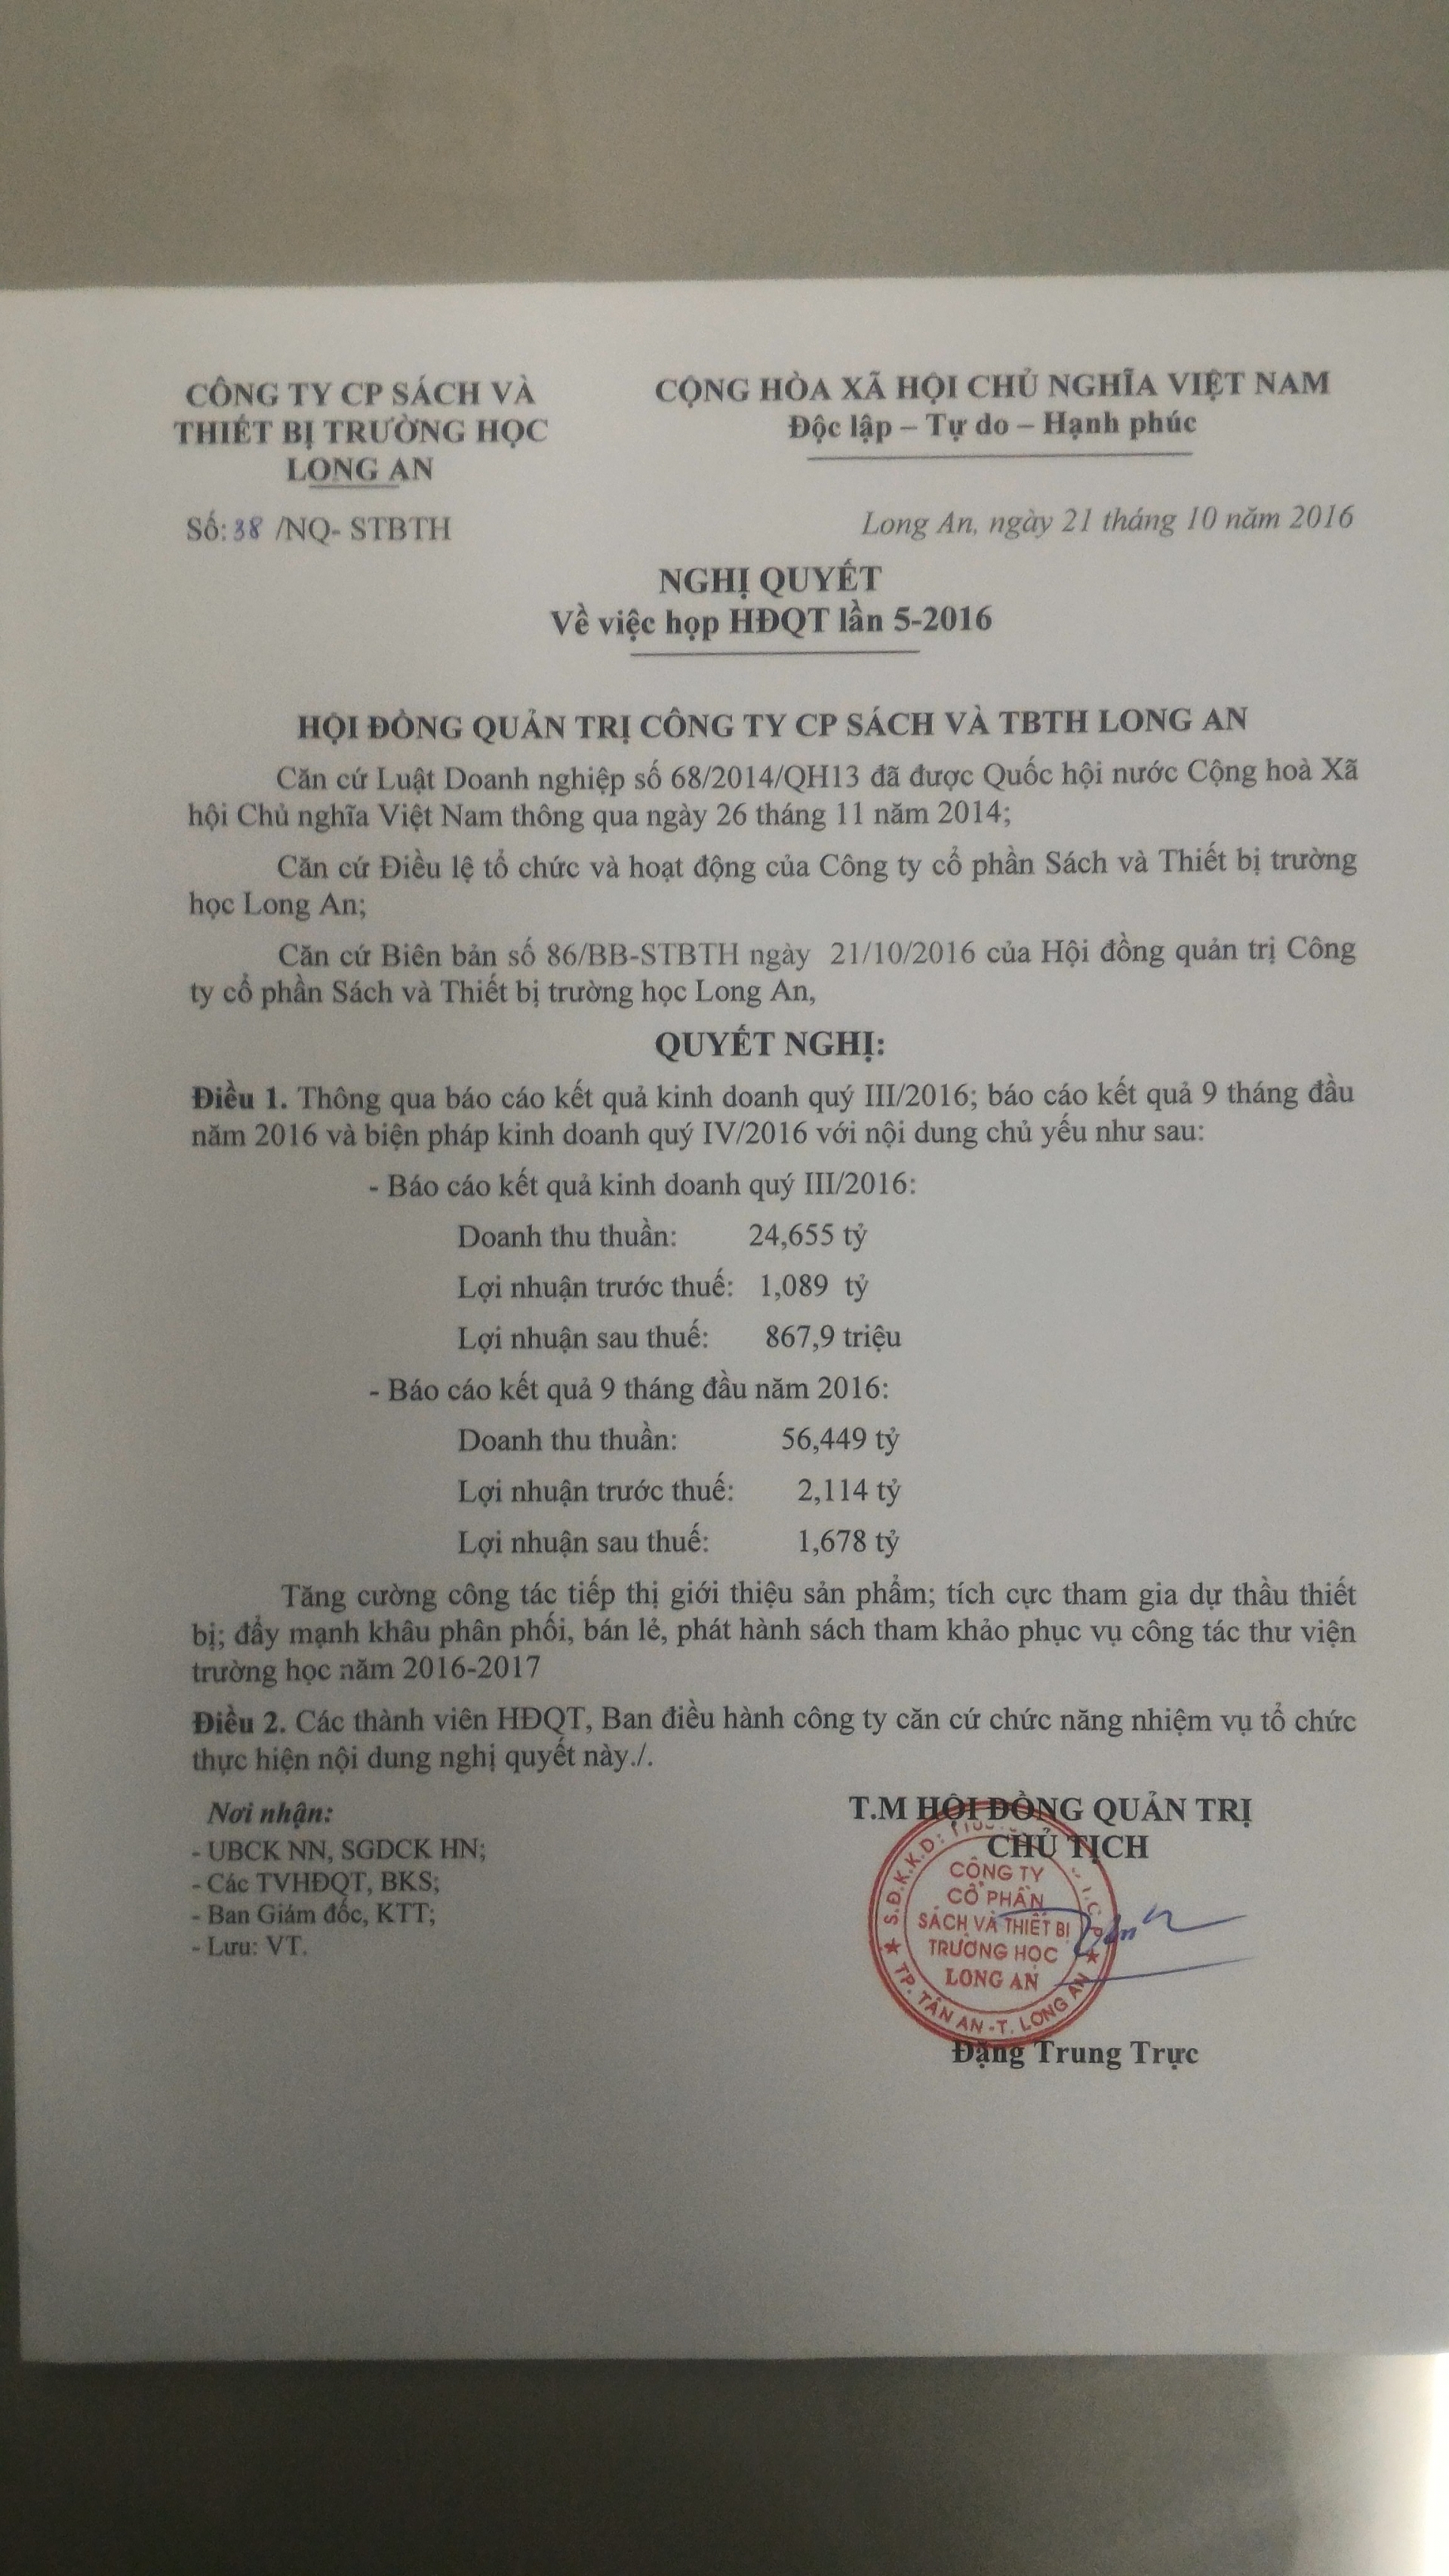 CÔNG TY CP SÁCH VÀ
THIẾT BỊ TRƯỜNG HỌC
LONG AN
Số: 38 /NQ- STBTH
CỘNG HÒA XÃ HỘI CHỦ NGHĨA VIỆT NAM
Độc lập – Tự do – Hạnh phúc
Long An, ngày 21 tháng 10 năm 2016
NGHỊ QUYẾT
Về việc họp HĐQT lần 5-2016
HỘI ĐỒNG QUẢN TRỊ CÔNG TY CP SÁCH VÀ TBTH LONG AN
Căn cứ Luật Doanh nghiệp số 68/2014/QH13 đã được Quốc hội nước Cộng hoà Xã
hội Chủ nghĩa Việt Nam thông qua ngày 26 tháng 11 năm 2014;
Căn cứ Điều lệ tổ chức và hoạt động của Công ty cổ phần Sách và Thiết bị trường
học Long An;
Căn cứ Biên bản số 86/BB-STBTH ngày 21/10/2016 của Hội đồng quản trị Công
ty cổ phần Sách và Thiết bị trường học Long An,
QUYẾT NGHỊ:
Điều 1. Thông qua báo cáo kết quả kinh doanh quý III/2016; báo cáo kết quả 9 tháng đầu
năm 2016 và biện pháp kinh doanh quý IV/2016 với nội dung chủ yếu như sau:
- Báo cáo kết quả kinh doanh quý III/2016:
Doanh thu thuần: 24,655 tỷ
Lợi nhuận trước thuế: 1,089 tỷ
Lợi nhuận sau thuế: 867,9 triệu
- Báo cáo kết quả 9 tháng đầu năm 2016:
Doanh thu thuần: 56,449 tỷ
Lợi nhuận trước thuế: 2,114 tỷ
Lợi nhuận sau thuế: 1,678 tỷ
Tăng cường công tác tiếp thị giới thiệu sản phẩm; tích cực tham gia dự thầu thiết
bị; đẩy mạnh khâu phân phối, bán lẻ, phát hành sách tham khảo phục vụ công tác thư viện
trường học năm 2016-2017
Điều 2. Các thành viên HĐQT, Ban điều hành công ty căn cứ chức năng nhiệm vụ tổ chức
thực hiện nội dung nghị quyết này./.
Nơi nhận:
- UBCK NN, SGDCK HN;
- Các TVHĐQT, BKS;
- Ban Giám đốc, KTT;
- Lưu: VT.
T.M HỘI ĐỒNG QUẢN TRỊ
CHỦ TỊCH
S.Đ.K.K.D:
CÔNG TY
CỔ PHẦN
SÁCH VÀ THIẾT BỊ
TRƯỜNG HỌC
LONG AN
TP. TÂN AN -T. LONG AN
Đặng Trung Trực